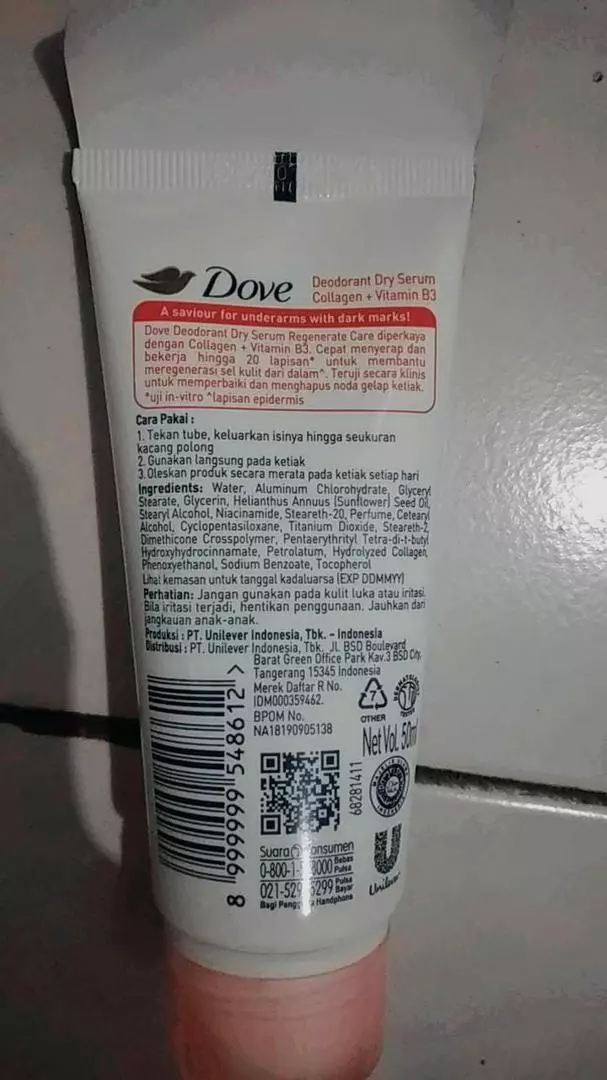 Dove
Deodorant Dry Serum
Collagen + Vitamin B3
A saviour for underarms with dark marks!
Dove Deodorant Dry Serum Regenerate Care diperkaya
dengan Collagen + Vitamin B3. Cepat menyerap dan
bekerja hingga 20 lapisan* untuk membantu
meregenerasi sel kulit dari dalam^. Teruji secara klinis
untuk memperbaiki dan menghapus noda gelap ketiak.
*uji in-vitro ^lapisan epidermis
Cara Pakai :
1. Tekan tube, keluarkan isinya hingga seukuran
kacang polong
2. Gunakan langsung pada ketiak
3. Oleskan produk secara merata pada ketiak setiap hari
Ingredients: Water, Aluminum Chlorohydrate, Glyceryl
Stearate, Glycerin, Helianthus Annuus (Sunflower) Seed Oil,
Stearyl Alcohol, Niacinamide, Steareth-20, Perfume, Cetearyl
Alcohol, Cyclopentasiloxane, Titanium Dioxide, Steareth-2,
Dimethicone Crosspolymer, Pentaerythrityl Tetra-di-t-butyl
Hydroxyhydrocinnamate, Petrolatum, Hydrolyzed Collagen,
Phenoxyethanol, Sodium Benzoate, Tocopherol
Lihat kemasan untuk tanggal kadaluarsa (EXP DDMMYY)
Perhatian: Jangan gunakan pada kulit luka atau iritasi.
Bila iritasi terjadi, hentikan penggunaan. Jauhkan dari
jangkauan anak-anak.
Produksi : PT. Unilever Indonesia, Tbk. - Indonesia
Distribusi : PT. Unilever Indonesia, Tbk. Jl. BSD Boulevard
Barat Green Office Park Kav.3 BSD City,
Tangerang 15345 Indonesia
Merek Daftar R No.
IDM000359462.
BPOM No.
NA18190905138
7
OTHER
Net Vol. 50ml
68281411
8 999999 548612 >
Suara Konsumen
0-800-1- 8000 Bebas Pulsa
021-529 5299 Pulsa Bayar
Bagi Pengguna Handphone
Unilever